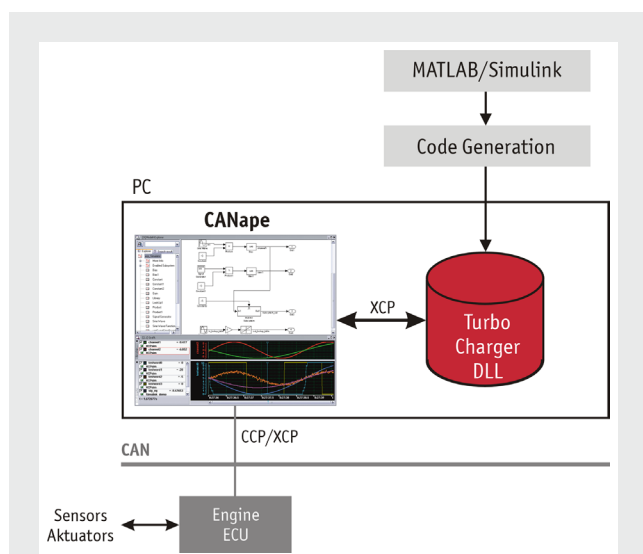 MATLAB/Simulink
Code Generation
PC
CANape
XCP
Turbo
Charger
DLL
CCP/XCP
CAN
Sensors
Aktuators
Engine
ECU